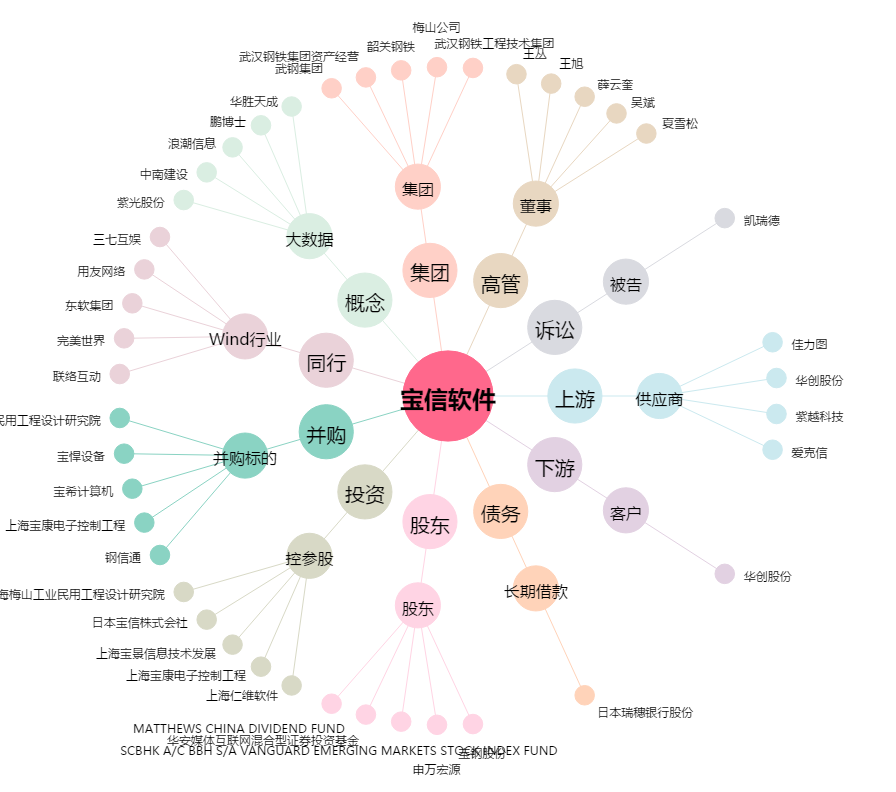 梅山公司
武汉钢铁工程技术集团
韶关钢铁
武汉钢铁集团资产经营
武钢集团
王丛
王旭
薛云奎
吴斌
夏雪松
华胜天成
鹏博士
浪潮信息
中南建设
紫光股份
集团
董事
大数据
凯瑞德
三七互娱
用友网络
东软集团
完美世界
联络互动
集团
高管
被告
概念
诉讼
Wind行业
同行
佳力图
华创股份
紫越科技
爱克信
宝信软件
上游
供应商
民用工程设计研究院
宝悍设备
宝希计算机
上海宝康电子控制工程
钢信通
并购
并购标的
下游
投资
股东
债务
客户
控参股
长期借款
股东
华创股份
海梅山工业民用工程设计研究院
日本宝信株式会社
上海宝景信息技术发展
上海宝康电子控制工程
上海仁维软件
日本瑞穗银行股份
MATTHEWS CHINA DIVIDEND FUND
华安媒体互联网混合型证券投资基金
SCBHK A/C BBH S/A VANGUARD EMERGING MARKETS STOCK INDEX FUND
宝钢股份
申万宏源